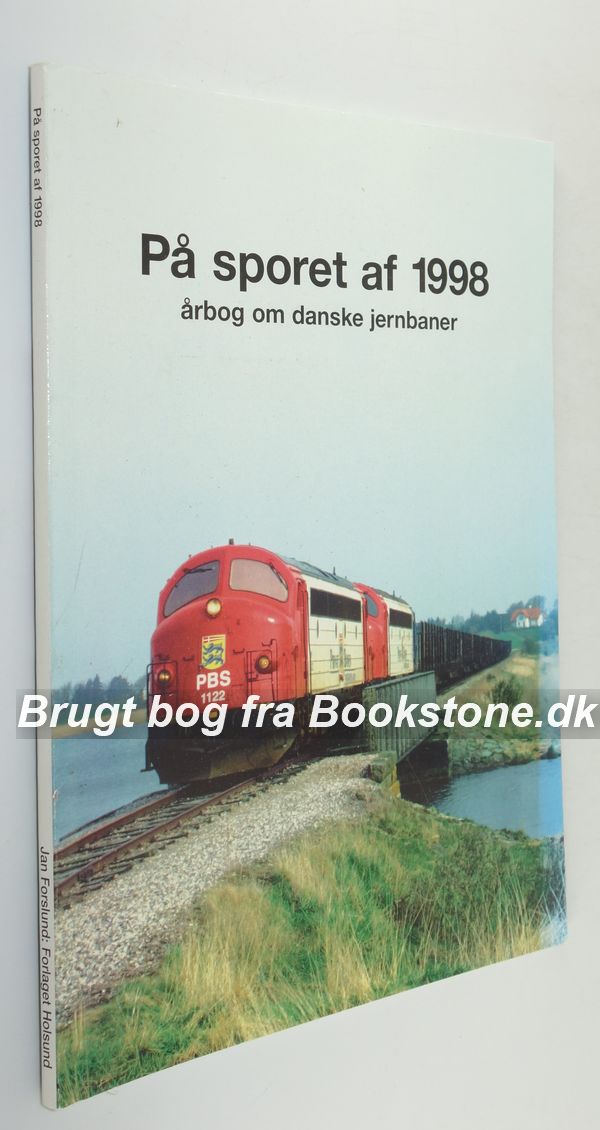 På sporet af 1998
årbog om danske jernbaner
PBS
1122
Brugt bog fra Bookstone.dk
På sporet af 1998
Jan Forslund: Forlaget Holsund